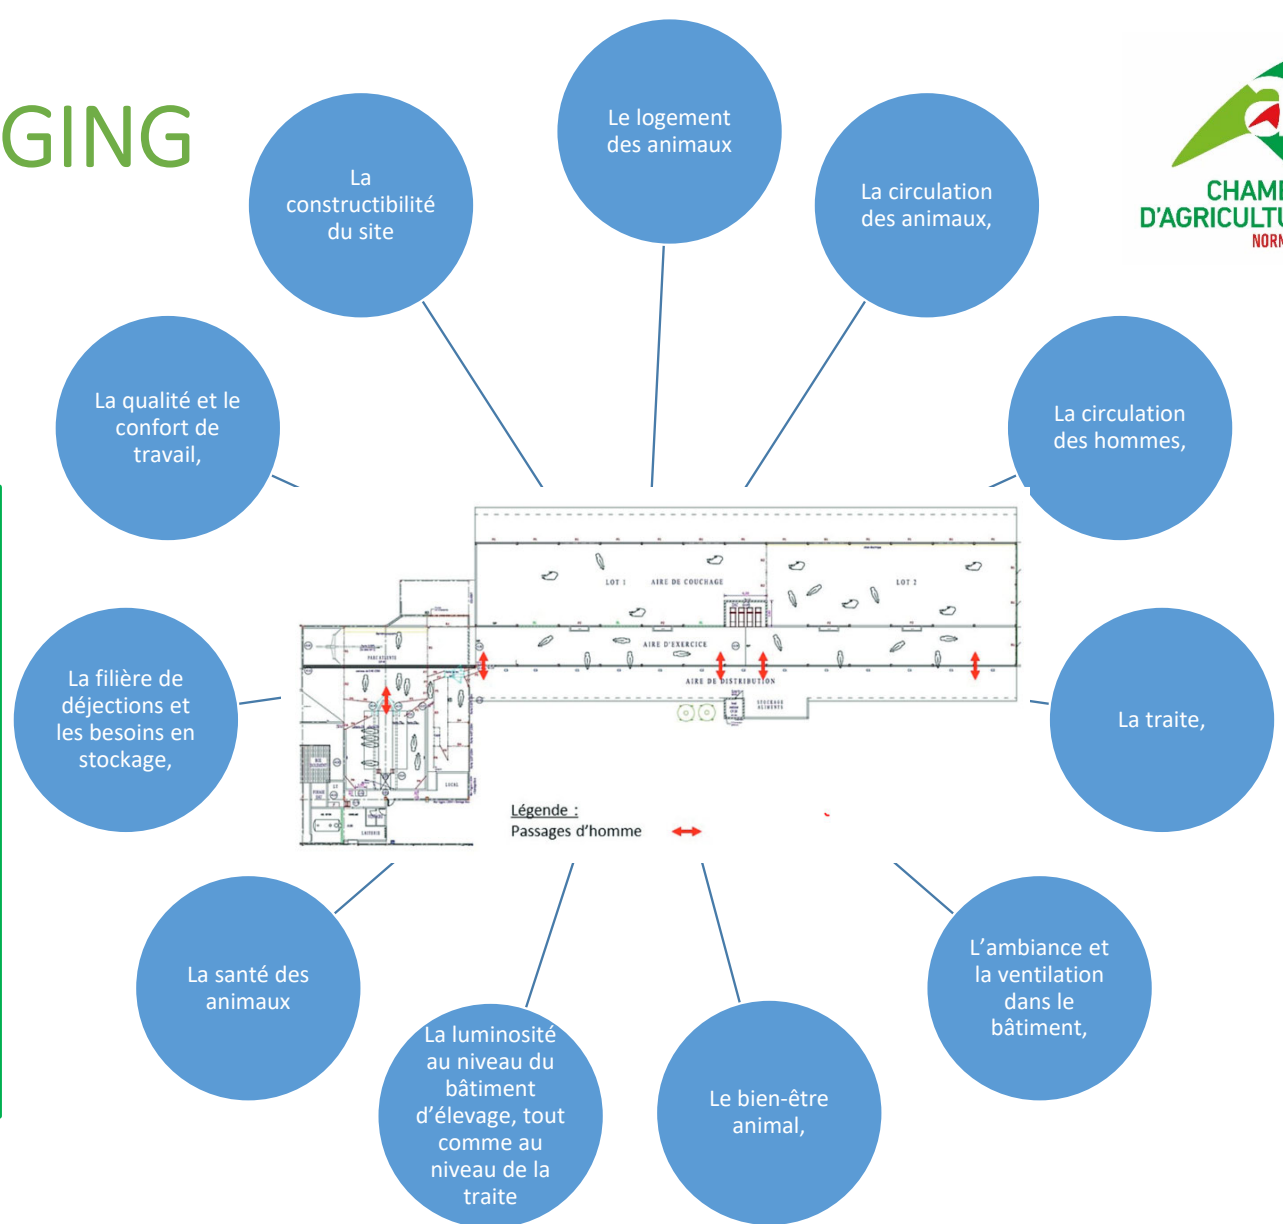 GING
Le logement
des animaux
La
constructibilité
du site
La circulation
des animaux,
D'AGRICULTU
La qualité et le
confort de
travail,
La circulation
des hommes,
LOT 1
AIRE DE COUCHAGE
LOT 2
AIRE D'EXERCICE
AIRE DE DISTRIBUTION
STOCKAGE
ALIMENTS
LOCAL
LAITERIE
La filière de
déjections et
les besoins en
stockage,
La traite,
Légende :
Passages d'homme
La santé des
animaux
L'ambiance et
la ventilation
dans le
bâtiment,
La luminosité
au niveau du
bâtiment
d'élevage, tout
comme au
niveau de la
traite
Le bien-être
animal,